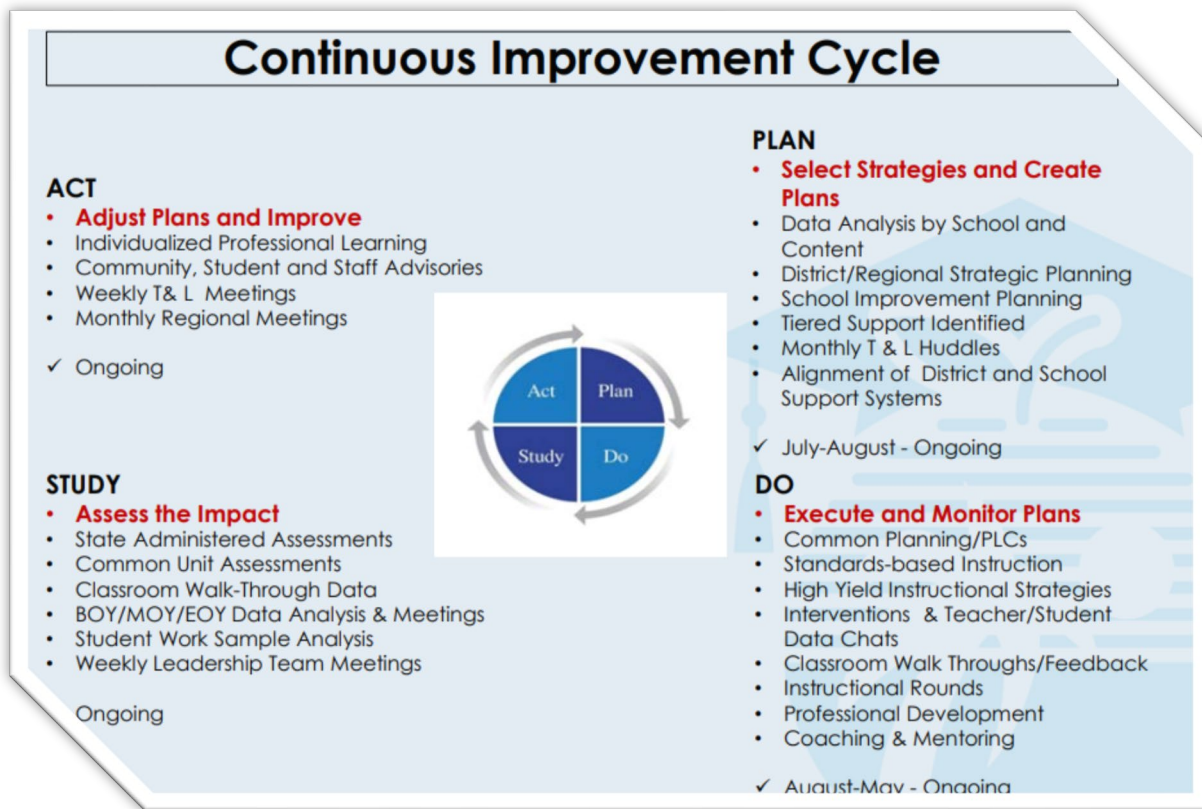 Continuous Improvement Cycle
ACT
• Adjust Plans and Improve
• Individualized Professional Learning
• Community, Student and Staff Advisories
• Weekly T& L Meetings
• Monthly Regional Meetings
✓ Ongoing
PLAN
• Select Strategies and Create
Plans
• Data Analysis by School and
Content
• District/Regional Strategic Planning
• School Improvement Planning
• Tiered Support Identified
• Monthly T & L Huddles
• Alignment of District and School
Support Systems
✓ July-August - Ongoing
Act
Plan
Study
Do
STUDY
• Assess the Impact
• State Administered Assessments
• Common Unit Assessments
• Classroom Walk-Through Data
• BOY/MOY/EOY Data Analysis & Meetings
• Student Work Sample Analysis
• Weekly Leadership Team Meetings
Ongoing
DO
• Execute and Monitor Plans
• Common Planning/PLCs
• Standards-based Instruction
• High Yield Instructional Strategies
• Interventions & Teacher/Student
Data Chats
• Classroom Walk Throughs/Feedback
• Instructional Rounds
• Professional Development
• Coaching & Mentoring
✓ August-May - Ongoing